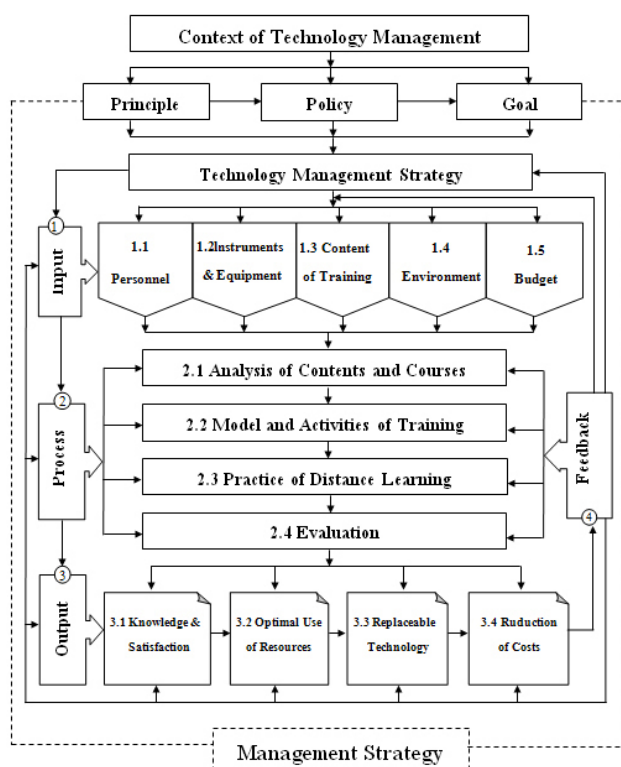 Context of Technology Management
Principle
Policy
Goal
Technology Management Strategy
1
Input
1.1
Personnel
1.2Instruments
& Equipment
1.3 Content
of Training
1.4
Environment
1.5
Budget
2
Process
2.1 Analysis of Contents and Courses
2.2 Model and Activities of Training
2.3 Practice of Distance Learning
2.4 Evaluation
Feedback
4
3
Output
3.1 Knowledge &
Satisfaction
3.2 Optimal Use
of Resources
3.3 Replaceable
Technology
3.4 Ruduction
of Costs
Management Strategy